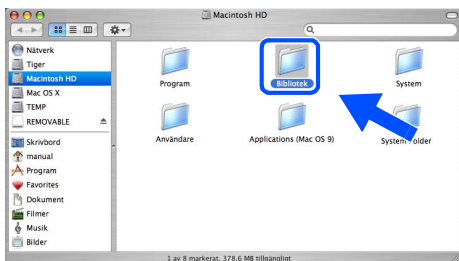 Macintosh HD
Nätverk
Tiger
Macintosh HD
Mac OS X
TEMP
REMOVABLE
Skrivbord
manual
Program
Favorites
Dokument
Filmer
Musik
Bilder
Program
Bibliotek
System
Användare
Applications (Mac OS 9)
System Folder
1 av 8 markerat, 378,6 MB tillgängligt